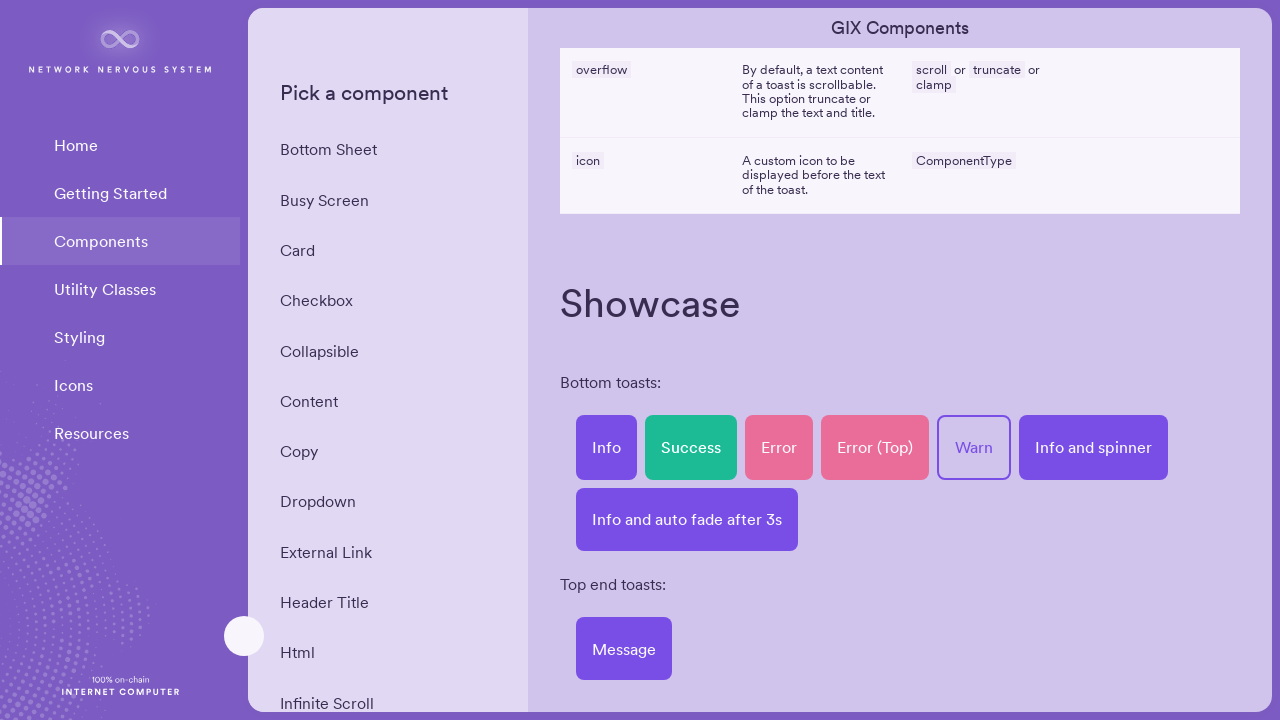 NETWORK NERVOUS SYSTEM
Home
Getting Started
Components
Utility Classes
Styling
Icons
Resources
100% on-chain
INTERNET COMPUTER
Pick a component
Bottom Sheet
Busy Screen
Card
Checkbox
Collapsible
Content
Copy
Dropdown
External Link
Header Title
Html
Infinite Scroll
GIX Components
overflow
By default, a text content
of a toast is scrollbable.
This option truncate or
clamp the text and title.
scroll or truncate or
clamp
icon
A custom icon to be
displayed before the text
of the toast.
ComponentType
Showcase
Bottom toasts:
Info Success Error Error (Top) Warn Info and spinner
Info and auto fade after 3s
Top end toasts:
Message